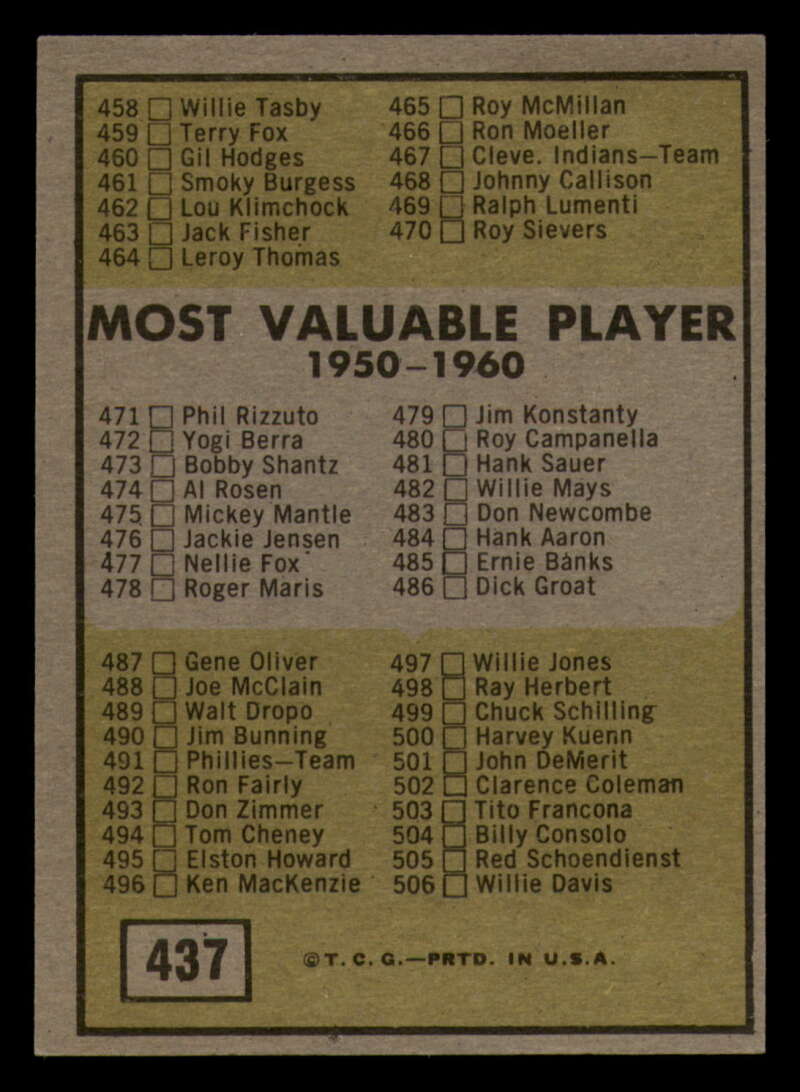 458 ☐ Willie Tasby
459 ☐ Terry Fox
460 ☐ Gil Hodges
461 ☐ Smoky Burgess
462 ☐ Lou Klimchock
463 ☐ Jack Fisher
464 ☐ Leroy Thomas
465 ☐ Roy McMillan
466 ☐ Ron Moeller
467 ☐ Cleve. Indians—Team
468 ☐ Johnny Callison
469 ☐ Ralph Lumenti
470 ☐ Roy Sievers
MOST VALUABLE PLAYER
1950-1960
471 ☐ Phil Rizzuto
472 ☐ Yogi Berra
473 ☐ Bobby Shantz
474 ☐ Al Rosen
475 ☐ Mickey Mantle
476 ☐ Jackie Jensen
477 ☐ Nellie Fox
478 ☐ Roger Maris
479 ☐ Jim Konstanty
480 ☐ Roy Campanella
481 ☐ Hank Sauer
482 ☐ Willie Mays
483 ☐ Don Newcombe
484 ☐ Hank Aaron
485 ☐ Ernie Banks
486 ☐ Dick Groat
487 ☐ Gene Oliver
488 ☐ Joe McClain
489 ☐ Walt Dropo
490 ☐ Jim Bunning
491 ☐ Phillies—Team
492 ☐ Ron Fairly
493 ☐ Don Zimmer
494 ☐ Tom Cheney
495 ☐ Elston Howard
496 ☐ Ken MacKenzie
497 ☐ Willie Jones
498 ☐ Ray Herbert
499 ☐ Chuck Schilling
500 ☐ Harvey Kuenn
501 ☐ John DeMerit
502 ☐ Clarence Coleman
503 ☐ Tito Francona
504 ☐ Billy Consolo
505 ☐ Red Schoendienst
506 ☐ Willie Davis
437
©T. C. G.—PRTD. IN U.S.A.